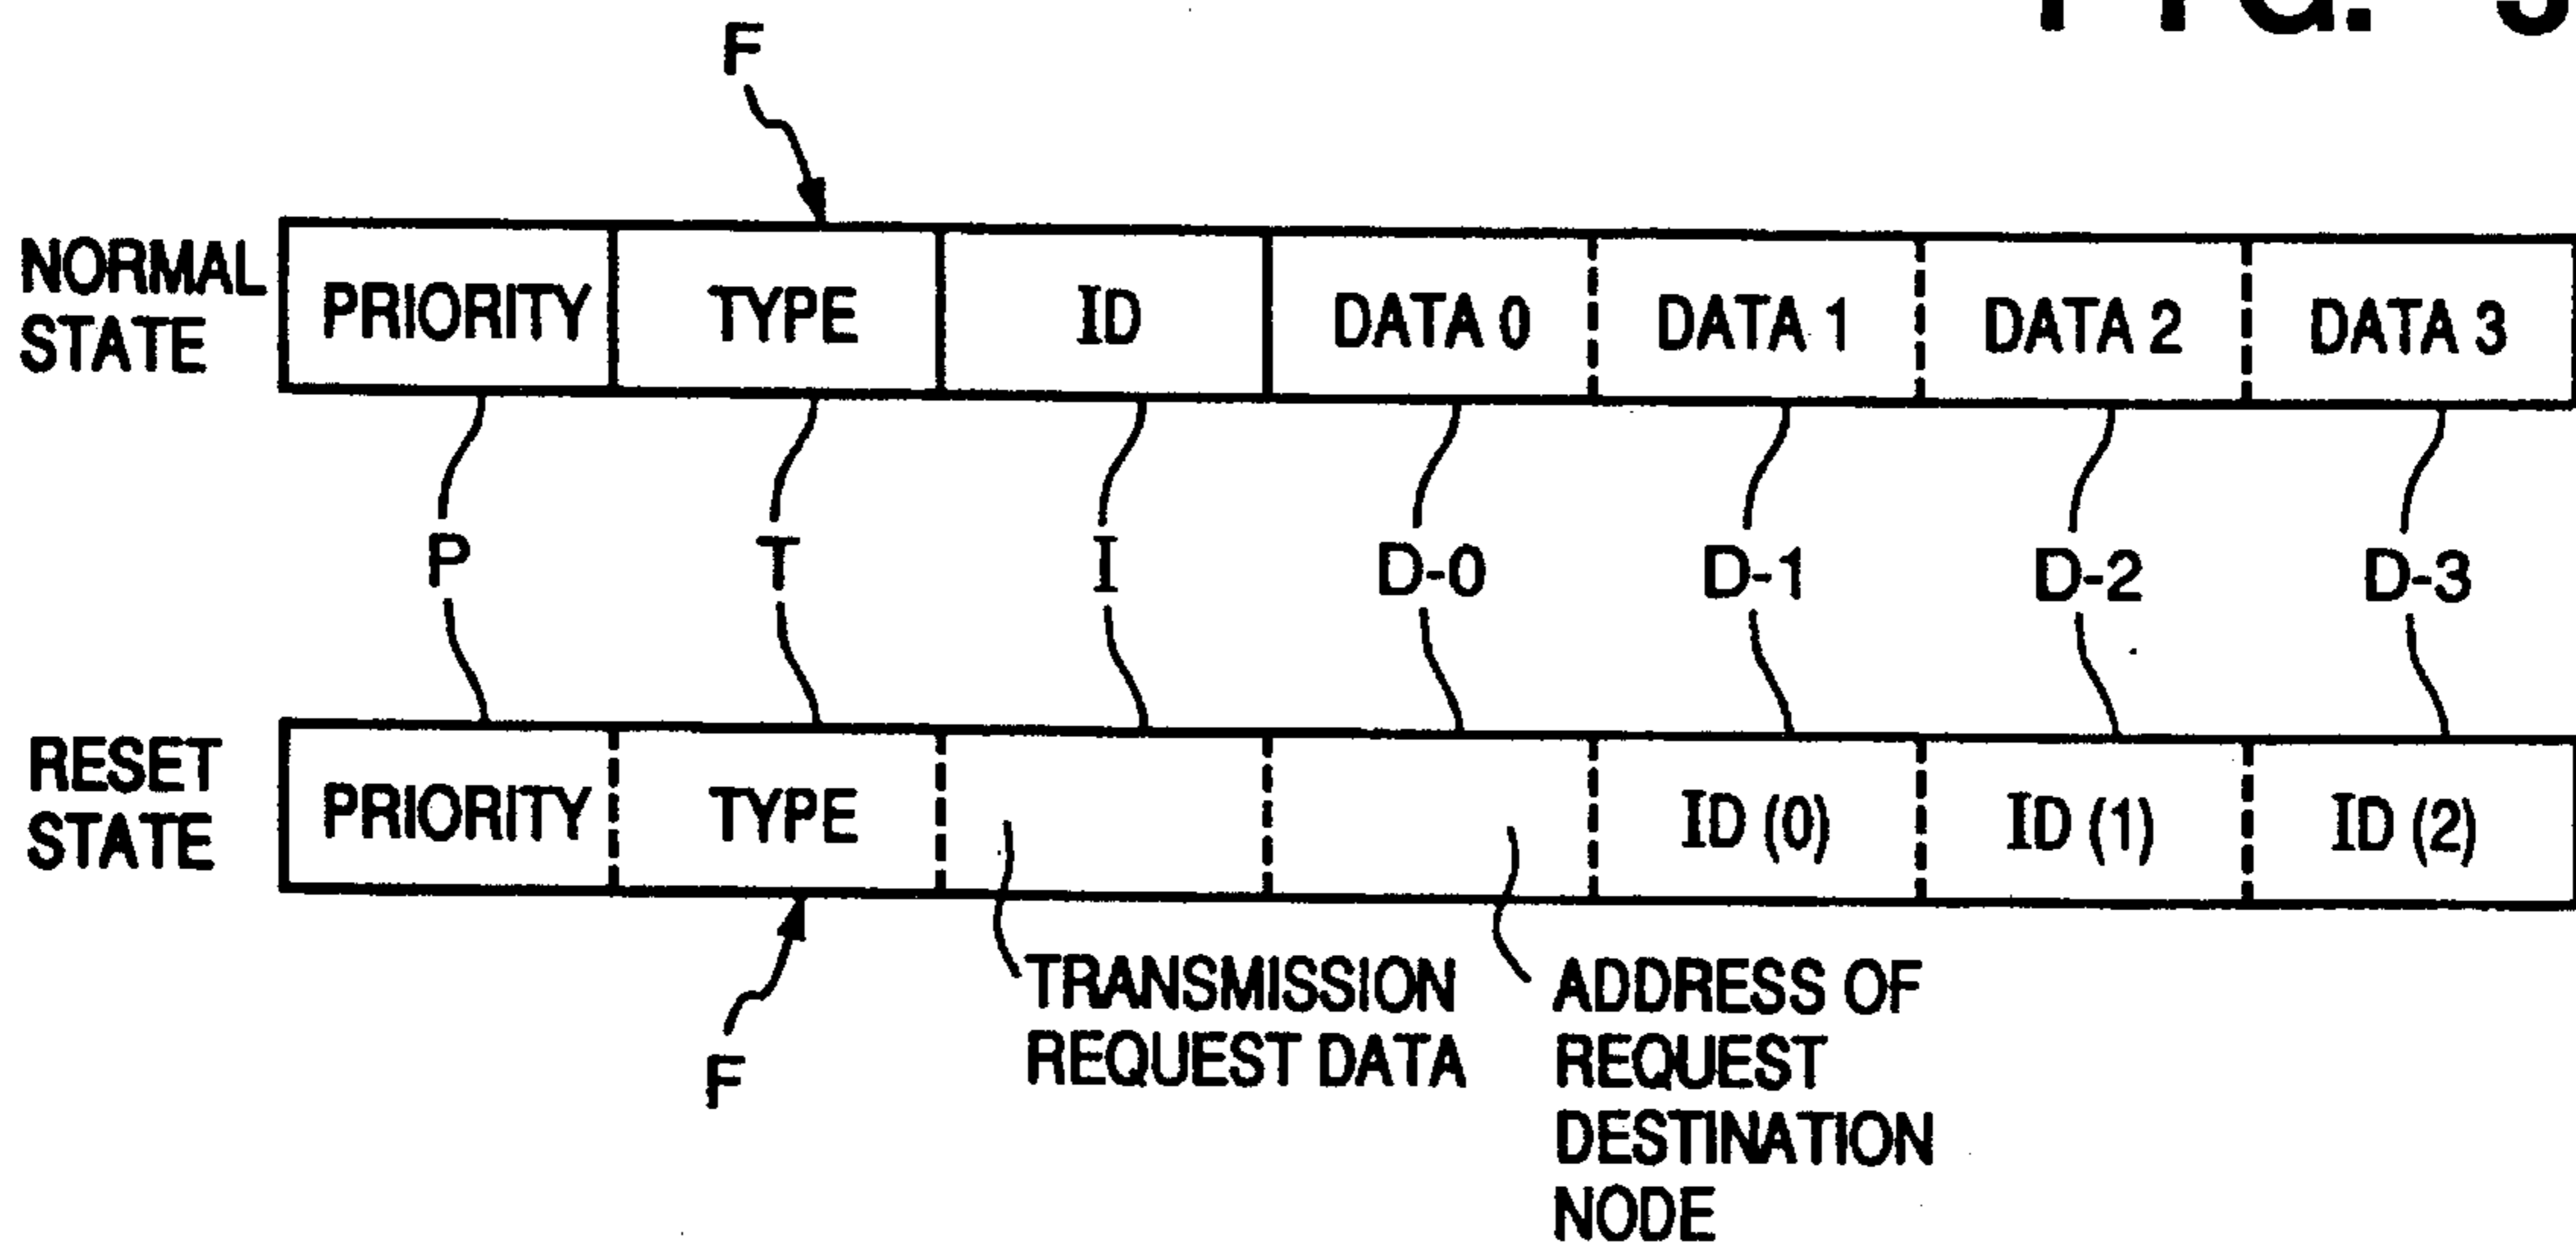 FIG.
F
NORMAL
STATE
PRIORITY TYPE ID DATA 0 DATA 1 DATA 2 DATA 3
P T I D-0 D-1 D-2 D-3
RESET
STATE
PRIORITY TYPE ID (0) ID (1) ID (2)
F
TRANSMISSION
REQUEST DATA
ADDRESS OF
REQUEST
DESTINATION
NODE